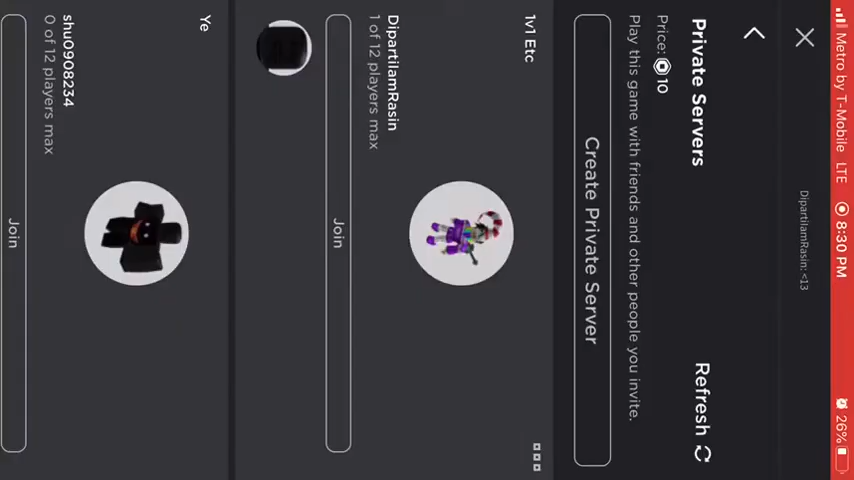 Metro by T-Mobile LTE 8:30 PM 26%
DipartilamRasin: <13
Private Servers
Refresh
Price: 10
Play this game with friends and other people you invite.
Create Private Server
1v1 Etc
DipartilamRasin
1 of 12 players max
Join
Ye
shu0908234
0 of 12 players max
Join